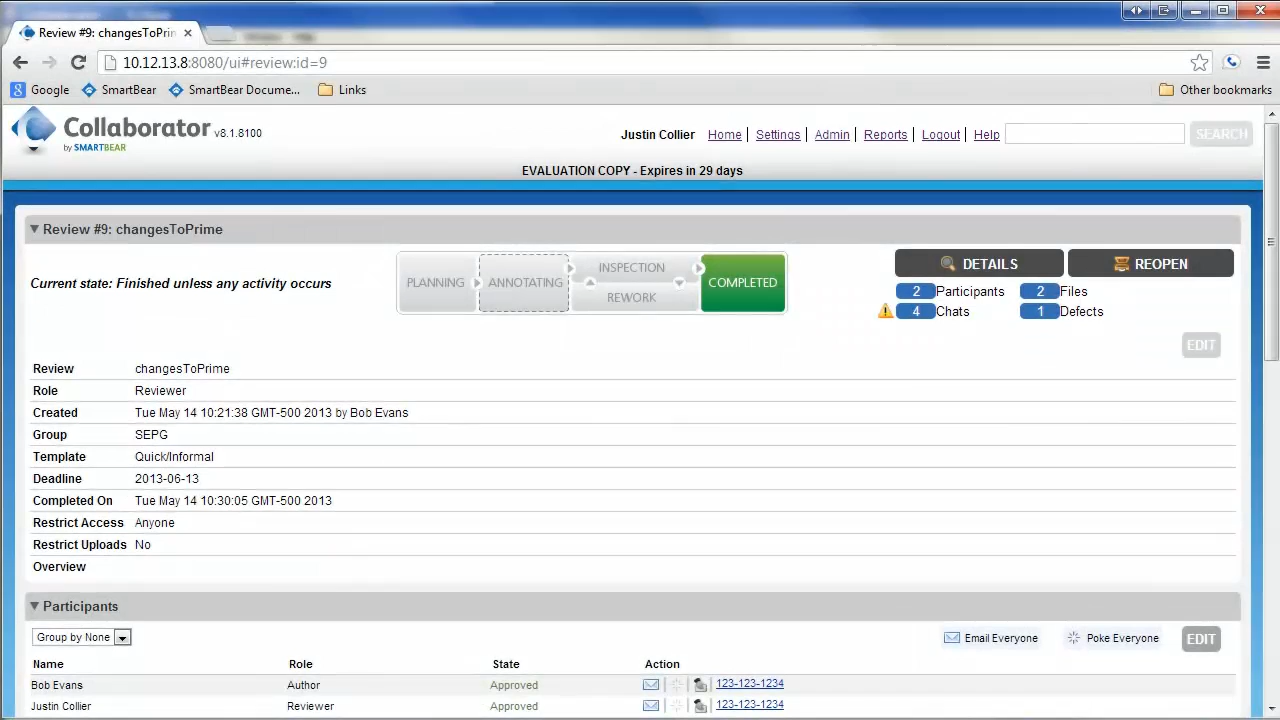 Review #9: changesToPrin
10.12.13.8:8080/ui#review:id=9
Google SmartBear SmartBear Docume... Links Other bookmarks
Collaborator v8.1.8100
by SMARTBEAR
Justin Collier Home Settings Admin Reports Logout Help SEARCH
EVALUATION COPY - Expires in 29 days
Review #9: changesToPrime
Current state: Finished unless any activity occurs
PLANNING ANNOTATING INSPECTION REWORK COMPLETED
DETAILS REOPEN
2 Participants 2 Files
4 Chats 1 Defects
EDIT
Review changesToPrime
Role Reviewer
Created Tue May 14 10:21:38 GMT-500 2013 by Bob Evans
Group SEPG
Template Quick/Informal
Deadline 2013-06-13
Completed On Tue May 14 10:30:05 GMT-500 2013
Restrict Access Anyone
Restrict Uploads No
Overview
Participants
Group by None Email Everyone Poke Everyone EDIT
Name Role State Action
Bob Evans Author Approved 123-123-1234
Justin Collier Reviewer Approved 123-123-1234